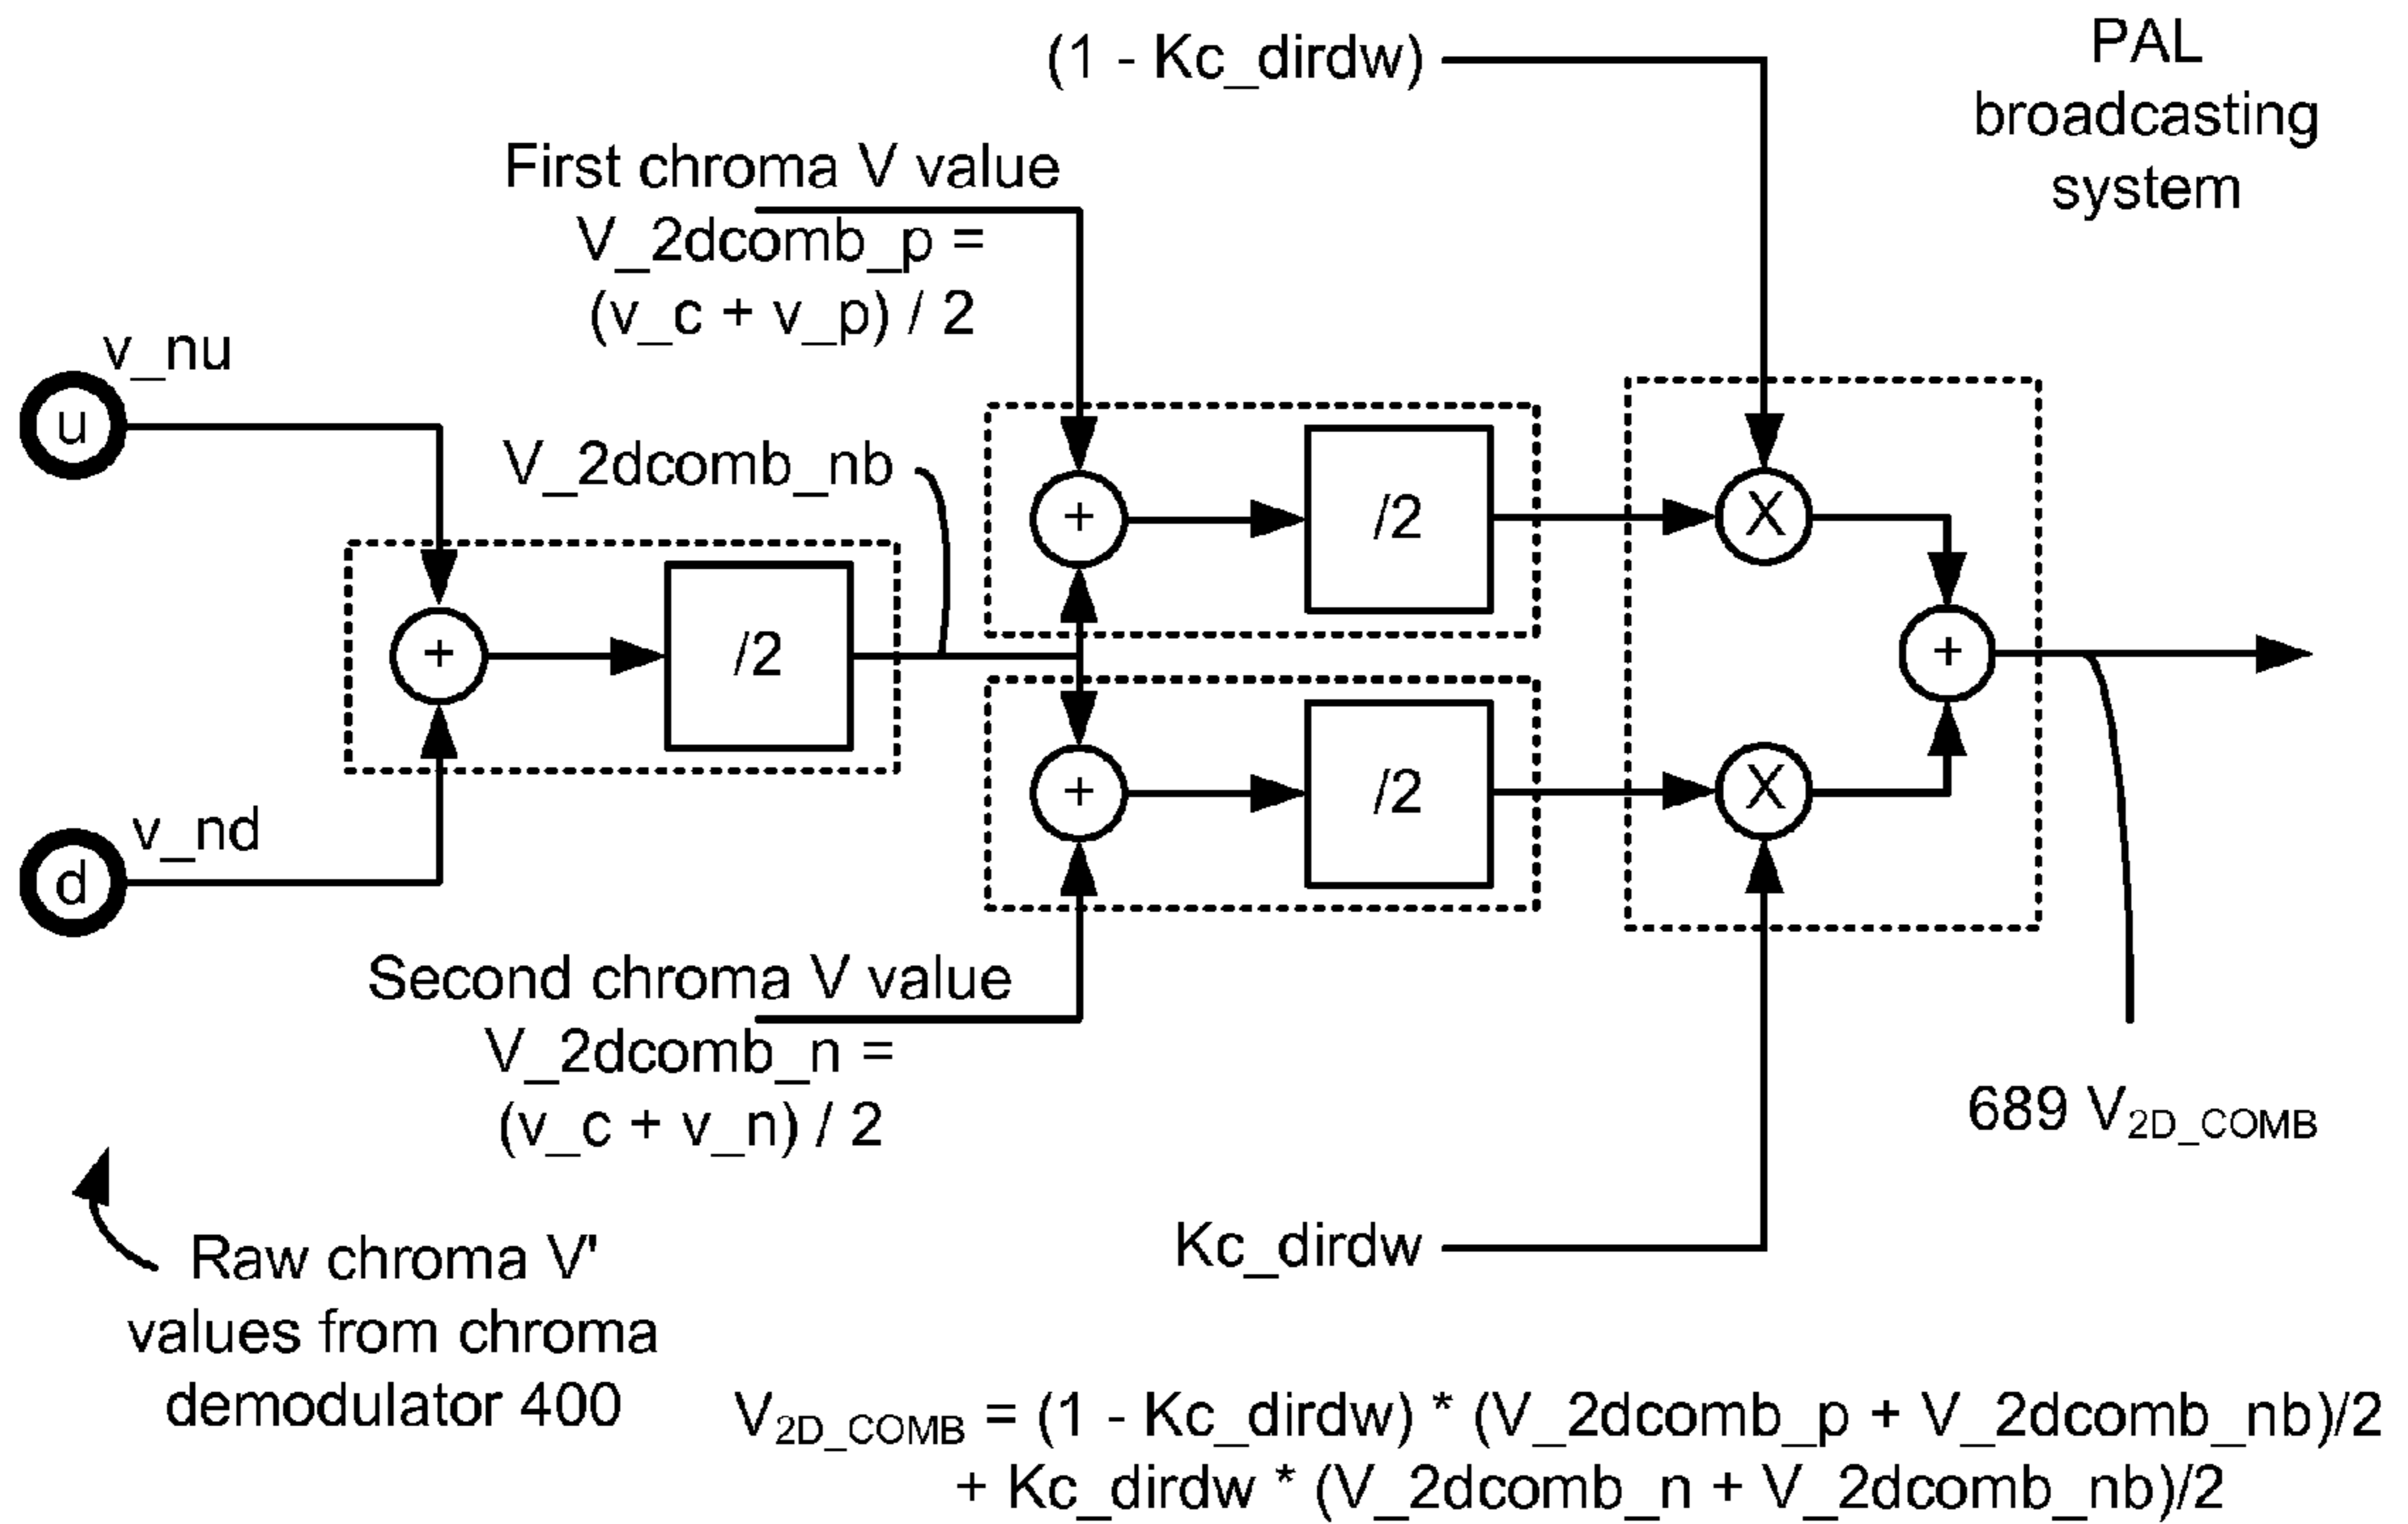 (1 - Kc_dirdw)
PAL
broadcasting
system
First chroma V value
V_2dcomb_p =
(v_c + v_p) / 2
v_nu
u
V_2dcomb_nb
+
/2
X
+
/2
+
+
/2
X
v_nd
d
Second chroma V value
V_2dcomb_n =
(v_c + v_n) / 2
689 V2D_COMB
Kc_dirdw
Raw chroma V'
values from chroma
demodulator 400
V2D_COMB = (1 - Kc_dirdw) * (V_2dcomb_p + V_2dcomb_nb)/2
+ Kc_dirdw * (V_2dcomb_n + V_2dcomb_nb)/2